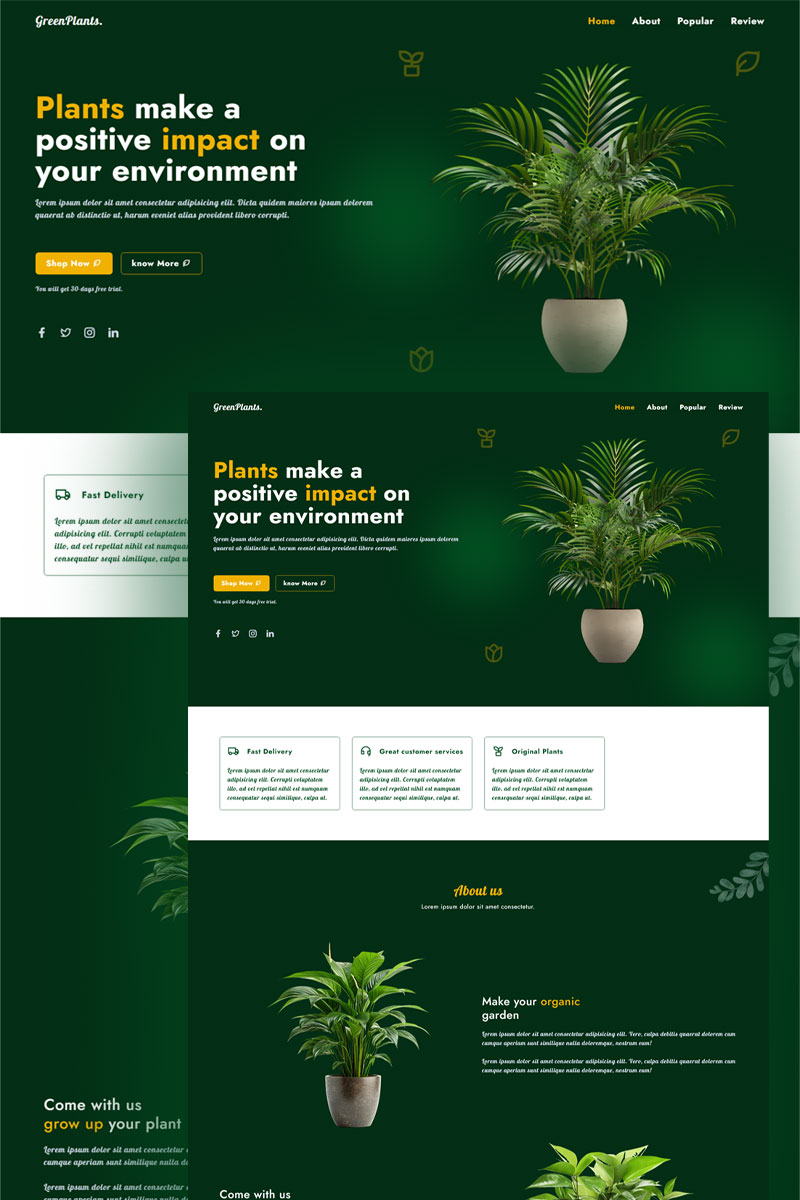 GreenPlants.
Home About Popular Review
Plants make a
positive impact on
your environment
Lorem ipsum dolor sit amet consectetur adipisicing elit. Dicta quidem maiores ipsum dolorem
quaerat ab distinctio ut, harum eveniet alias provident libero corrupti.
Shop Now know More
You will get 30-days free trial.
Fast Delivery
Lorem ipsum dolor sit amet
adipisicing elit. Corrupti voluptatem
illo, ad vel repellat nihil est
consequatur sequi similique, culpa
Come with us
grow up your plant
Lorem ipsum dolor sit amet consectetur
cumque aperiam sunt similique nulla
Lorem ipsum dolor sit amet consectetur
GreenPlants.
Home About Popular Review
Plants make a
positive impact on
your environment
Lorem ipsum dolor sit amet consectetur adipisicing elit. Dicta quidem maiores ipsum dolorem
quaerat ab distinctio ut, harum eveniet alias provident libero corrupti.
Shop Now know More
You will get 30 days free trial.
Fast Delivery
Lorem ipsum dolor sit amet consectetur
adipisicing elit. Corrupti voluptatem
illo, ad vel repellat nihil est numquam
consequatur sequi similique, culpa ut.
Great customer services
Lorem ipsum dolor sit amet consectetur
adipisicing elit. Corrupti voluptatem
illo, ad vel repellat nihil est numquam
consequatur sequi similique, culpa ut.
Original Plants
Lorem ipsum dolor sit amet consectetur
adipisicing elit. Corrupti voluptatem
illo, ad vel repellat nihil est numquam
consequatur sequi similique, culpa ut.
About us
Lorem ipsum dolor sit amet consectetur.
Make your organic
garden
Lorem ipsum dolor sit amet consectetur adipisicing elit. Vero, culpa debitis quaerat dolorem cum
cumque aperiam sunt similique nulla doloremque, nostrum eum!
Lorem ipsum dolor sit amet consectetur adipisicing elit. Vero, culpa debitis quaerat dolorem cum
cumque aperiam sunt similique nulla doloremque, nostrum eum!
Come with us